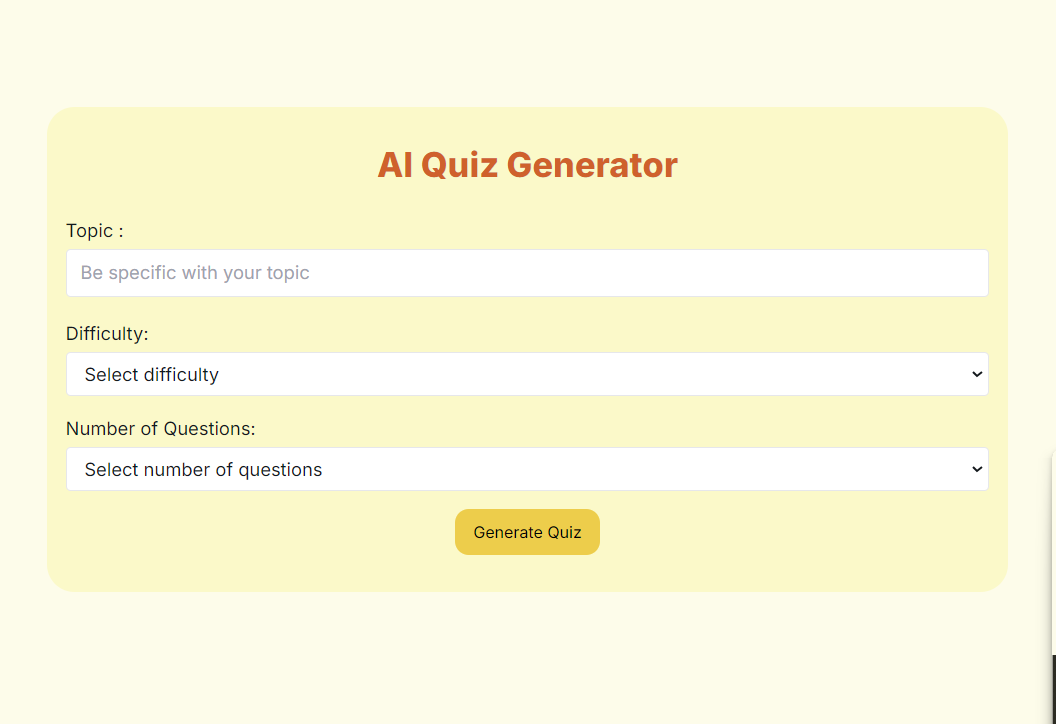 AI Quiz Generator
Topic :
Be specific with your topic
Difficulty:
Select difficulty
Number of Questions:
Select number of questions
Generate Quiz